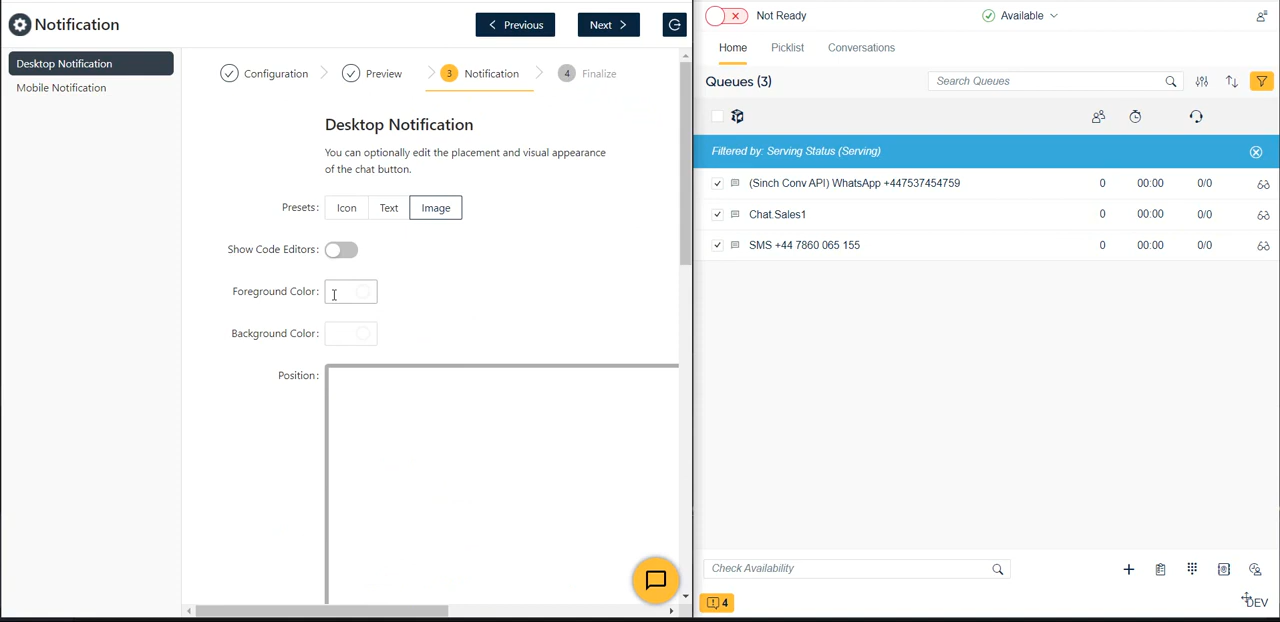 Notification
Previous
Next
Desktop Notification
Mobile Notification
Configuration
Preview
3 Notification
4 Finalize
Desktop Notification
You can optionally edit the placement and visual appearance
of the chat button.
Presets: Icon Text Image
Show Code Editors:
Foreground Color:
Background Color:
Position:
Not Ready
Available
Home Picklist Conversations
Queues (3)
Search Queues
Filtered by: Serving Status (Serving)
(Sinch Conv API) WhatsApp +447537454759 0 00:00 0/0
Chat.Sales1 0 00:00 0/0
SMS +44 7860 065 155 0 00:00 0/0
Check Availability
4
DEV